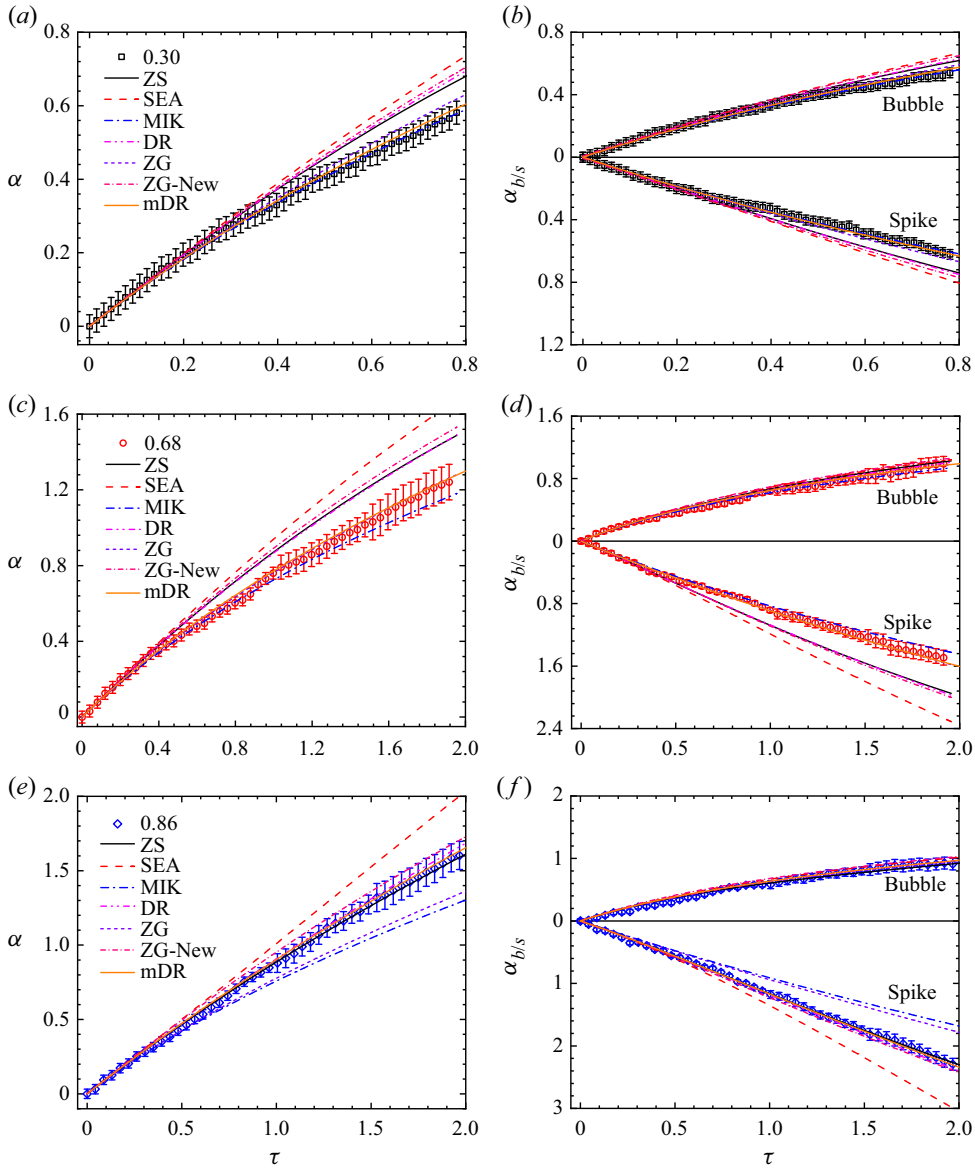 (a)
0.8
0.6
0.4
0.2
0
α
0.30
ZS
SEA
MIK
DR
ZG
ZG-New
mDR
0 0.2 0.4 0.6 0.8
(b)
0.8
0.4
0
0.4
0.8
1.2
α_{b/s}
Bubble
Spike
0 0.2 0.4 0.6 0.8
(c)
1.6
1.2
0.8
0.4
0
α
0.68
ZS
SEA
MIK
DR
ZG
ZG-New
mDR
0 0.4 0.8 1.2 1.6 2.0
(d)
1.6
0.8
0
0.8
1.6
2.4
α_{b/s}
Bubble
Spike
0 0.5 1.0 1.5 2.0
(e)
2.0
1.5
1.0
0.5
0
α
0.86
ZS
SEA
MIK
DR
ZG
ZG-New
mDR
0 0.5 1.0 1.5 2.0
τ
(f)
2
1
0
1
2
3
α_{b/s}
Bubble
Spike
0 0.5 1.0 1.5 2.0
τ